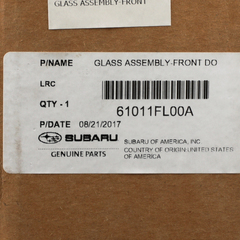 GLASS ASSEMBLY-FRONT
P/NAME GLASS ASSEMBLY-FRONT DO
LRC
QTY - 1 61011FL00A
P/DATE 08/21/2017
SUBARU SUBARU OF AMERICA, INC
GENUINE PARTS COUNTRY OF ORIGIN UNITED STATES
OF AMERICA